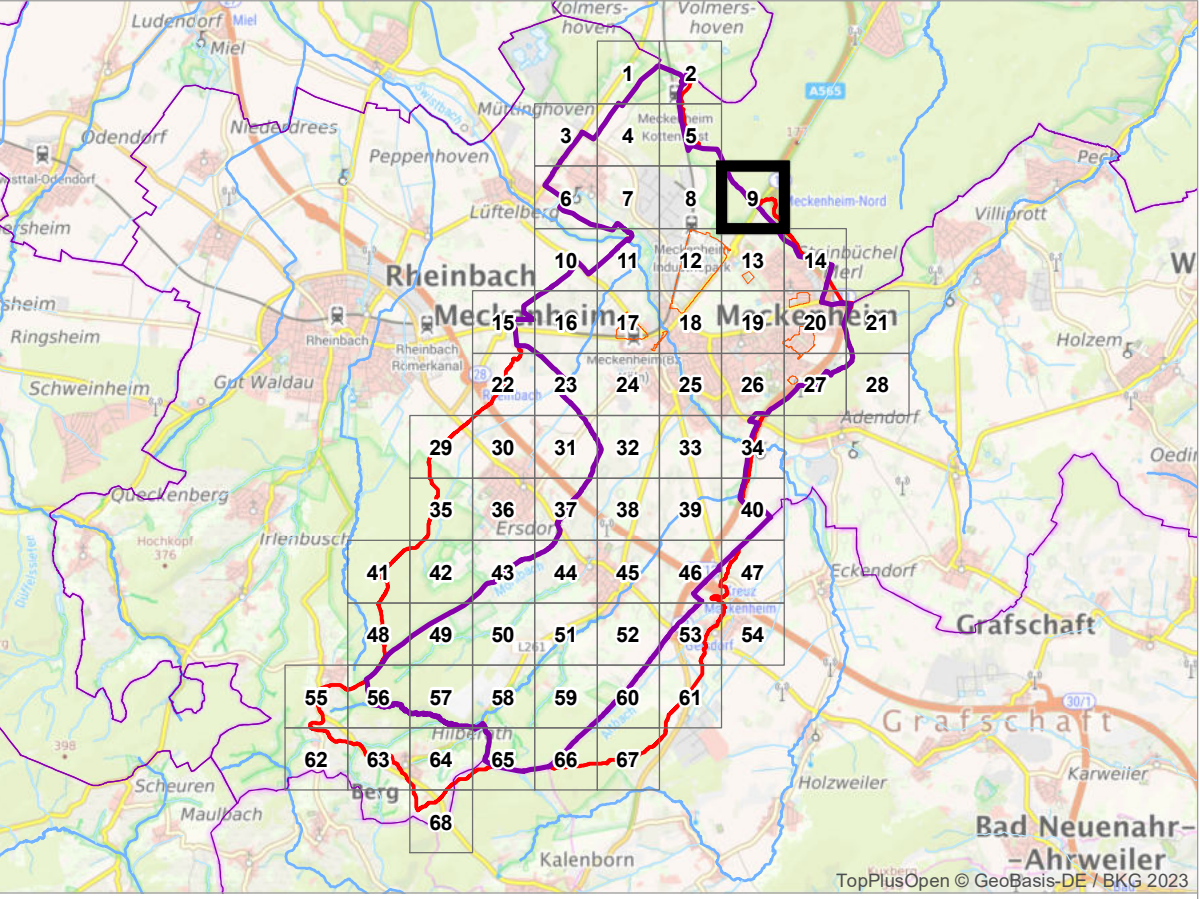 Ludendorf
Miel
Miel
Volmers-
hoven
Volmers-
hoven
A565
Swistbach
Müttinghoven
1
2
Meckenheim
Odendorf
Niederdrees
3
4
5
Peppenhoven
Pech
6
7
8
9
Meckenheim-Nord
Lüftelberg
Villiprott
10
11
12
13
14
Rheinbach
Meckenheim
Meckenheim
15
16
17
18
19
20
21
Ringsheim
Rheinbach
Rheinbach
Römerkanal
Holzem
Schweinheim
Gut Waldau
22
23
24
25
26
27
28
Rheinbach
Adendorf
29
30
31
32
33
34
Queckenberg
35
36
37
38
39
40
Ersdorf
Irlenbusch
Hochkopf
376
41
42
43
44
45
46
47
Eckendorf
Meckenheim
48
49
50
51
52
53
54
Grafschaft
L261
55
56
57
58
59
60
61
30/1
Grafschaft
Hilberath
398
62
63
64
65
66
67
Scheuren
Berg
Holzweiler
Karweiler
Maulbach
68
Bad Neuenahr-
-Ahrweiler
Kalenborn
TopPlusOpen © GeoBasis-DE / BKG 2023